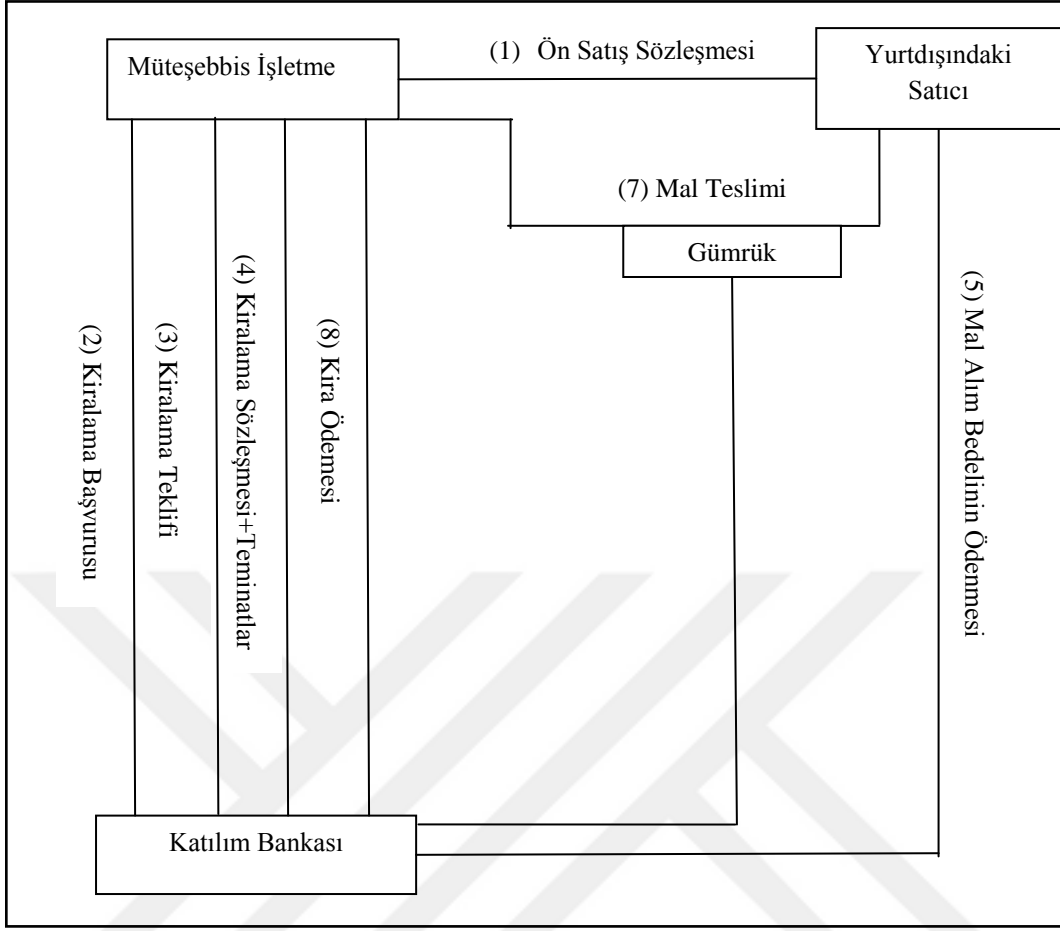 (1) Ön Satış Sözleşmesi
Müteşebbis İşletme
Yurtdışındaki
Satıcı
(7) Mal Teslimi
Gümrük
(2) Kiralama Başvurusu
(3) Kiralama Teklifi
(4) Kiralama Sözleşmesi+Teminatlar
(8) Kira Ödemesi
(5) Mal Alım Bedelinin Ödenmesi
Katılım Bankası